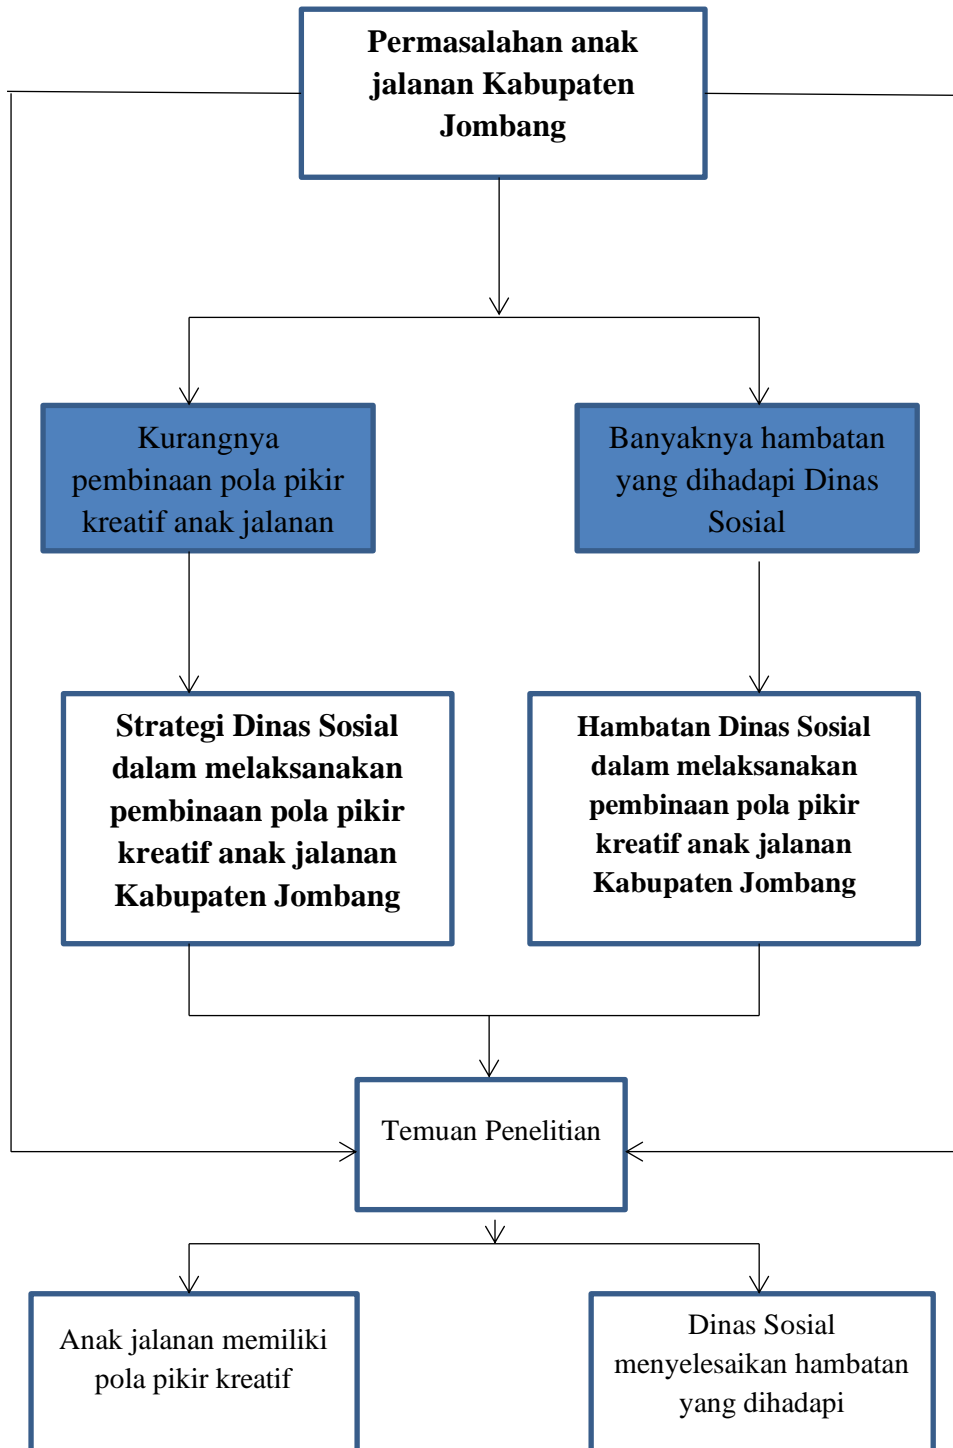 Permasalahan anak
jalanan Kabupaten
Jombang
Kurangnya
pembinaan pola pikir
kreatif anak jalanan
Banyaknya hambatan
yang dihadapi Dinas
Sosial
Strategi Dinas Sosial
dalam melaksanakan
pembinaan pola pikir
kreatif anak jalanan
Kabupaten Jombang
Hambatan Dinas Sosial
dalam melaksanakan
pembinaan pola pikir
kreatif anak jalanan
Kabupaten Jombang
Temuan Penelitian
Anak jalanan memiliki
pola pikir kreatif
Dinas Sosial
menyelesaikan hambatan
yang dihadapi